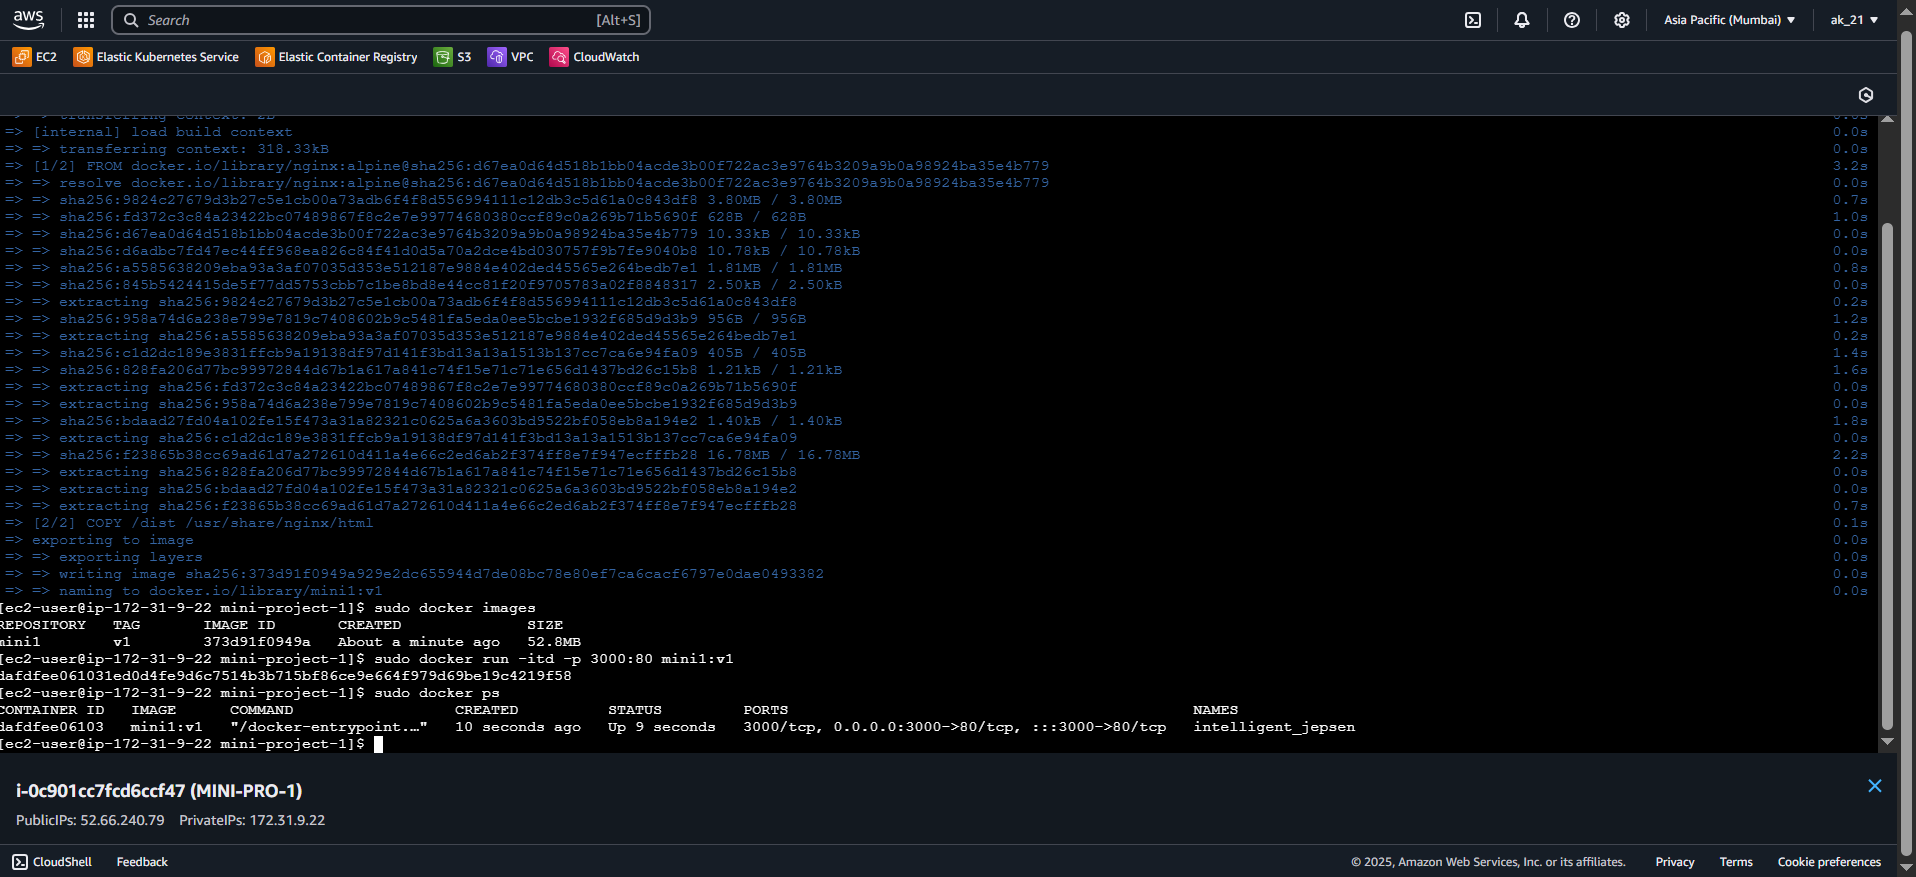 aws
Search [Alt+S] Asia Pacific (Mumbai) ak_21
EC2 Elastic Kubernetes Service Elastic Container Registry S3 VPC CloudWatch
=> => transferring context: 2B 0.0s
=> [internal] load build context 0.0s
=> => transferring context: 318.33kB 0.0s
=> [1/2] FROM docker.io/library/nginx:alpine@sha256:d67ea0d64d518b1bb04acde3b00f722ac3e9764b3209a9b0a98924ba35e4b779 3.2s
=> => resolve docker.io/library/nginx:alpine@sha256:d67ea0d64d518b1bb04acde3b00f722ac3e9764b3209a9b0a98924ba35e4b779 0.0s
=> => sha256:9824c27679d3b27c5e1cb00a73adb6f4f8d556994111c12db3c5d61a0c843df8 3.80MB / 3.80MB 0.7s
=> => sha256:fd372c3c84a23422bc07489867f8c2e7e99774680380ccf89c0a269b71b5690f 628B / 628B 1.0s
=> => sha256:d67ea0d64d518b1bb04acde3b00f722ac3e9764b3209a9b0a98924ba35e4b779 10.33kB / 10.33kB 0.0s
=> => sha256:d6adbc7fd47ec44ff968ea826c84f41d0d5a70a2dce4bd030757f9b7fe9040b8 10.78kB / 10.78kB 0.0s
=> => sha256:a5585638209eba93a3af07035d353e512187e9884e402ded45565e264bedb7e1 1.81MB / 1.81MB 0.8s
=> => sha256:845b5424415de5f77dd5753cbb7c1be8bd8e44cc81f20f9705783a02f8848317 2.50kB / 2.50kB 0.0s
=> => extracting sha256:9824c27679d3b27c5e1cb00a73adb6f4f8d556994111c12db3c5d61a0c843df8 0.2s
=> => sha256:958a74d6a238e799e7819c7408602b9c5481fa5eda0ee5bcbe1932f685d9d3b9 956B / 956B 1.2s
=> => extracting sha256:a5585638209eba93a3af07035d353e512187e9884e402ded45565e264bedb7e1 0.2s
=> => sha256:c1d2dc189e3831ffcb9a19138df97d141f3bd13a13a1513b137cc7ca6e94fa09 405B / 405B 1.4s
=> => sha256:828fa206d77bc99972844d67b1a617a841c74f15e71c71e656d1437bd26c15b8 1.21kB / 1.21kB 1.6s
=> => extracting sha256:fd372c3c84a23422bc07489867f8c2e7e99774680380ccf89c0a269b71b5690f 0.0s
=> => extracting sha256:958a74d6a238e799e7819c7408602b9c5481fa5eda0ee5bcbe1932f685d9d3b9 0.0s
=> => sha256:bdaad27fd04a102fe15f473a31a82321c0625a6a3603bd9522bf058eb8a194e2 1.40kB / 1.40kB 1.8s
=> => extracting sha256:c1d2dc189e3831ffcb9a19138df97d141f3bd13a13a1513b137cc7ca6e94fa09 0.0s
=> => sha256:f23865b38cc69ad61d7a272610d411a4e66c2ed6ab2f374ff8e7f947ecfffb28 16.78MB / 16.78MB 2.2s
=> => extracting sha256:828fa206d77bc99972844d67b1a617a841c74f15e71c71e656d1437bd26c15b8 0.0s
=> => extracting sha256:bdaad27fd04a102fe15f473a31a82321c0625a6a3603bd9522bf058eb8a194e2 0.0s
=> => extracting sha256:f23865b38cc69ad61d7a272610d411a4e66c2ed6ab2f374ff8e7f947ecfffb28 0.7s
=> [2/2] COPY /dist /usr/share/nginx/html 0.1s
=> exporting to image 0.0s
=> => exporting layers 0.0s
=> => writing image sha256:373d91f0949a929e2dc655944d7de08bc78e80ef7ca6cacf6797e0dae0493382 0.0s
=> => naming to docker.io/library/mini1:v1 0.0s
[ec2-user@ip-172-31-9-22 mini-project-1]$ sudo docker images
REPOSITORY TAG IMAGE ID CREATED SIZE
mini1 v1 373d91f0949a About a minute ago 52.8MB
[ec2-user@ip-172-31-9-22 mini-project-1]$ sudo docker run -itd -p 3000:80 mini1:v1
dafdfee061031ed0d4fe9d6c7514b3b715bf86ce9e664f979d69be19c4219f58
[ec2-user@ip-172-31-9-22 mini-project-1]$ sudo docker ps
CONTAINER ID IMAGE COMMAND CREATED STATUS PORTS NAMES
dafdfee06103 mini1:v1 "/docker-entrypoint.…" 10 seconds ago Up 9 seconds 3000/tcp, 0.0.0.0:3000->80/tcp, :::3000->80/tcp intelligent_jepsen
[ec2-user@ip-172-31-9-22 mini-project-1]$
i-0c901cc7fcd6ccf47 (MINI-PRO-1)
PublicIPs: 52.66.240.79 PrivateIPs: 172.31.9.22
CloudShell Feedback © 2025, Amazon Web Services, Inc. or its affiliates. Privacy Terms Cookie preferences